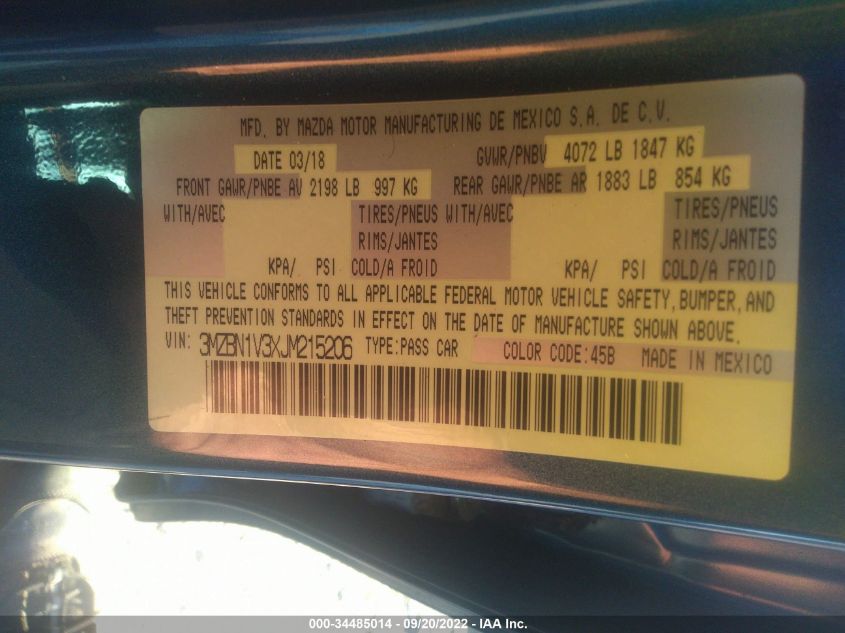 MFD. BY MAZDA MOTOR MANUFACTURING DE MEXICO S.A. DE C.V.
DATE 03/18 GVWR/PNBV 4072 LB 1847 KG
FRONT GAWR/PNBE AV 2198 LB 997 KG REAR GAWR/PNBE AR 1883 LB 854 KG
WITH/AVEC TIRES/PNEUS WITH/AVEC TIRES/PNEUS
RIMS/JANTES RIMS/JANTES
KPA/ PSI COLD/A FROID KPA/ PSI COLD/A FROID
THIS VEHICLE CONFORMS TO ALL APPLICABLE FEDERAL MOTOR VEHICLE SAFETY, BUMPER, AND
THEFT PREVENTION STANDARDS IN EFFECT ON THE DATE OF MANUFACTURE SHOWN ABOVE.
VIN: 3MZBN1V3XJM215206 TYPE:PASS CAR COLOR CODE:45B MADE IN MEXICO
000-34485014 - 09/20/2022 - IAA Inc.